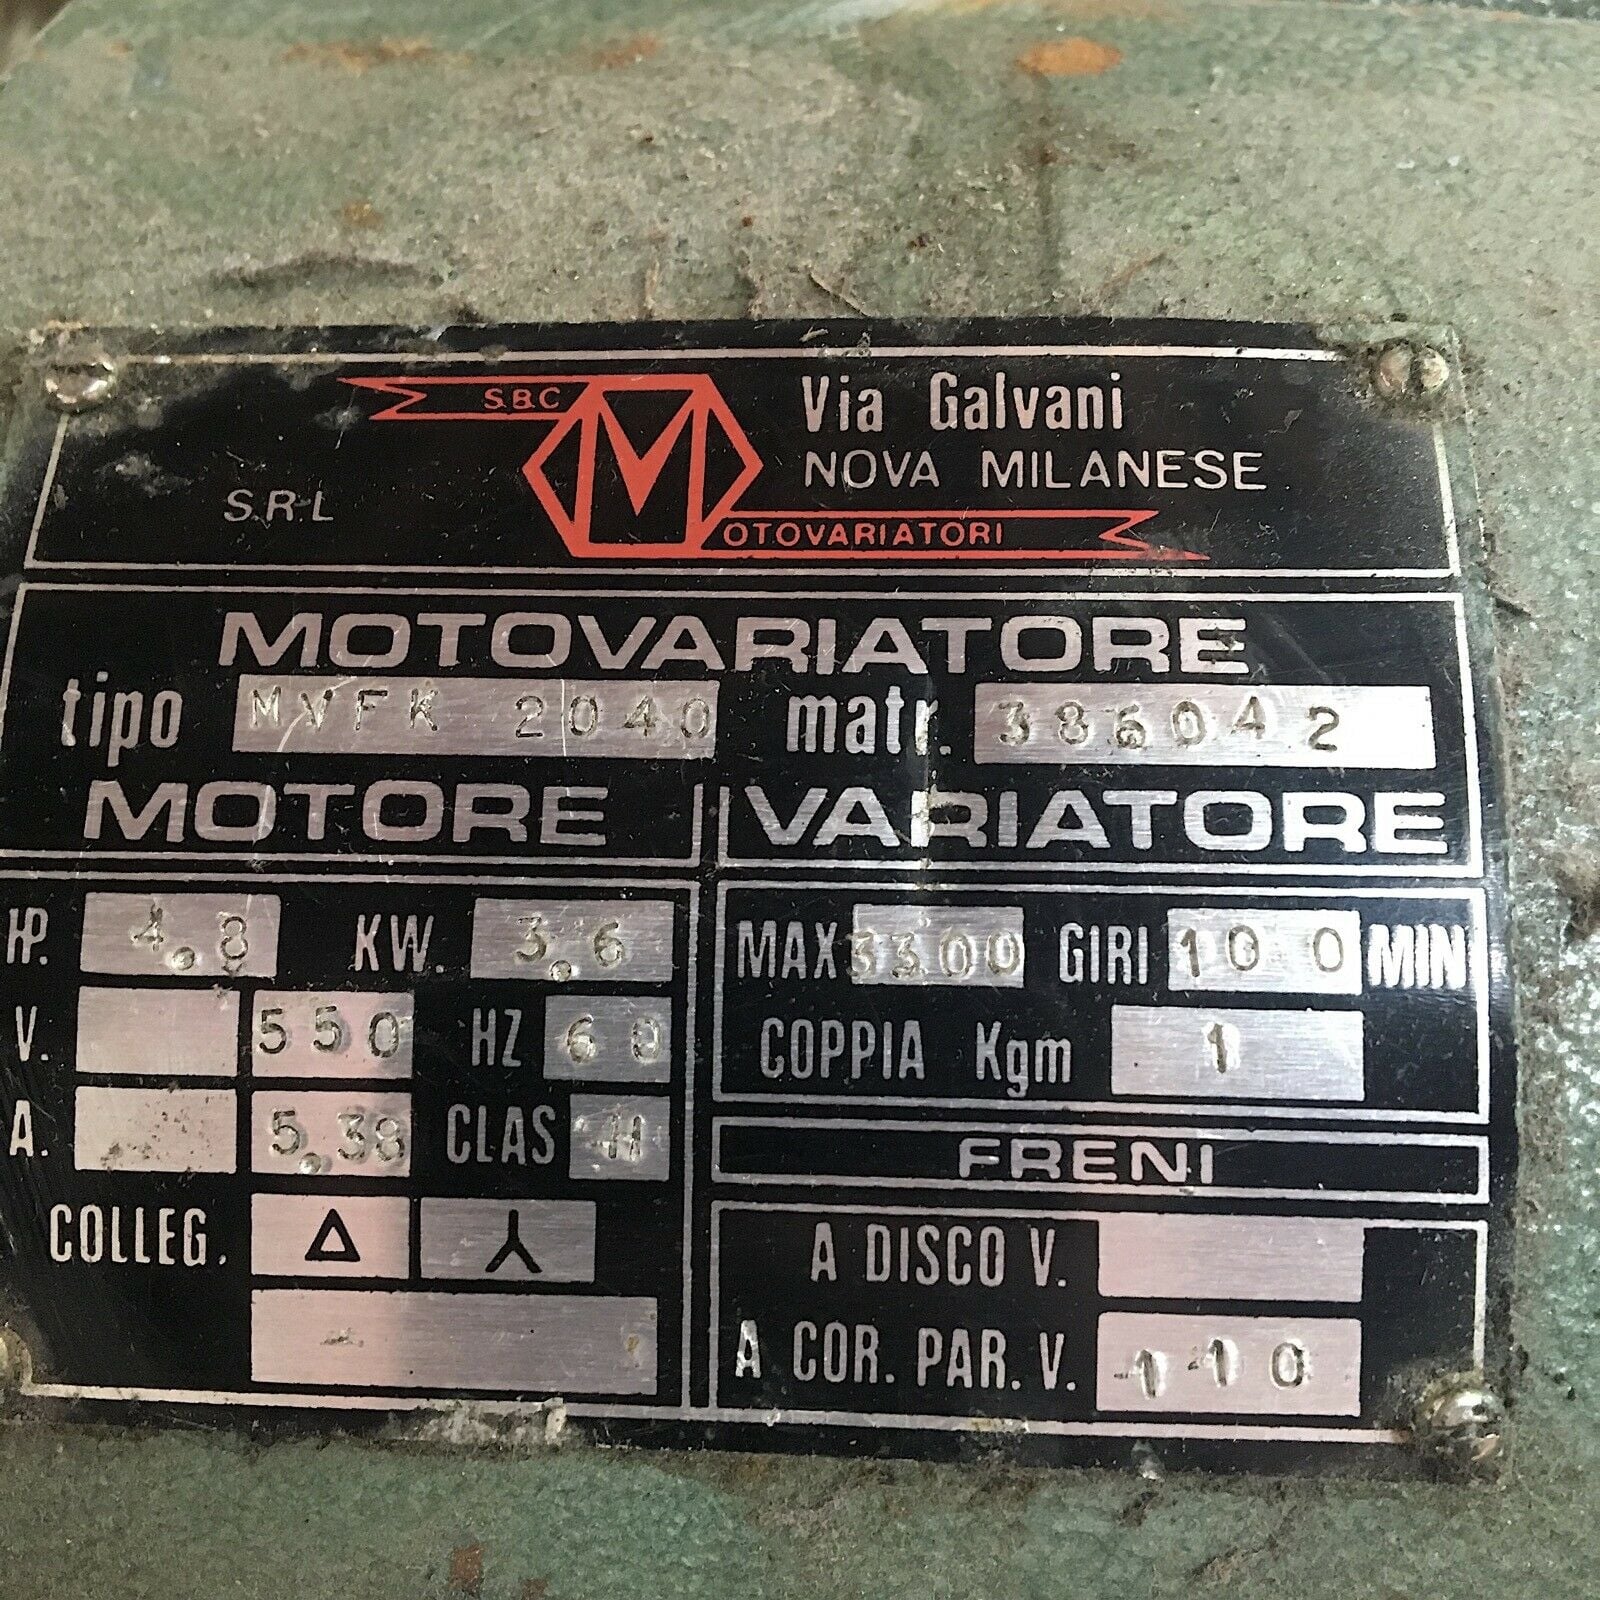 S.B.C
Via Galvani
NOVA MILANESE
S.R.L
M OTOVARIATORI
MOTOVARIATORE
tipo MVFK 2040 matr. 386042
MOTORE VARIATORE
HP. 4.8 KW. 3.6
V. 550 HZ 60
A. 5.38 CLAS H
COLLEG. Δ
MAX 3300 GIRI 100 MIN
COPPIA Kgm 1
FRENI
A DISCO V.
A COR. PAR. V. 110